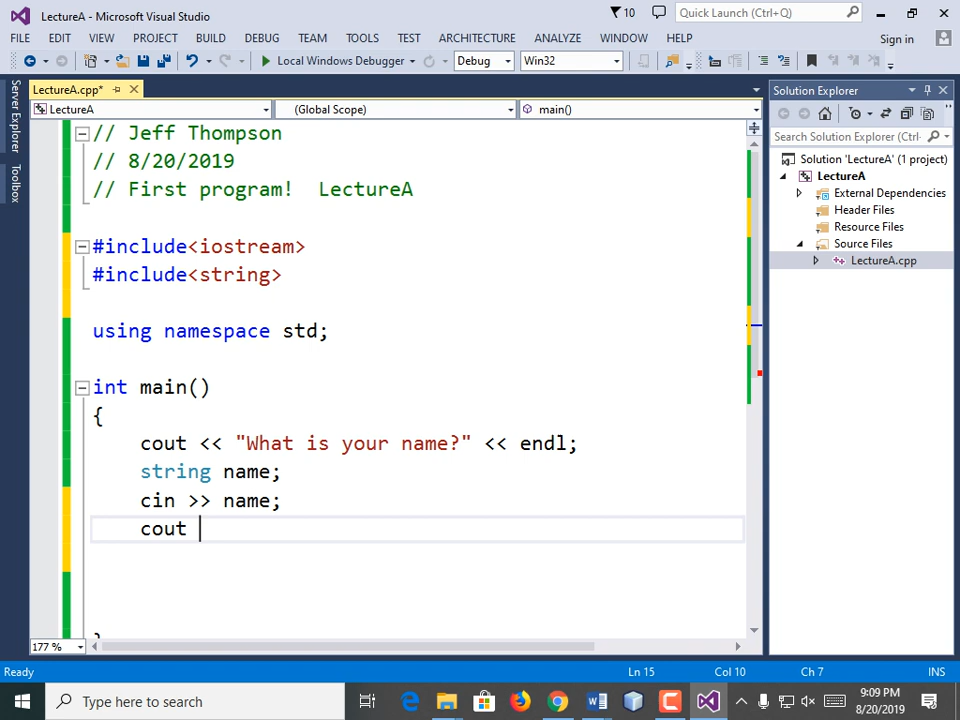 LectureA - Microsoft Visual Studio
10
Quick Launch (Ctrl+Q)
FILE EDIT VIEW PROJECT BUILD DEBUG TEAM TOOLS TEST ARCHITECTURE ANALYZE WINDOW HELP
Sign in
Local Windows Debugger
Debug
Win32
Server Explorer
Toolbox
LectureA.cpp*
LectureA
(Global Scope)
main()
// Jeff Thompson
// 8/20/2019
// First program!  LectureA
#include<iostream>
#include<string>
using namespace std;
int main()
{
cout << "What is your name?" << endl;
string name;
cin >> name;
cout
}
177 %
Solution Explorer
Search Solution Explorer (Ctrl+
Solution 'LectureA' (1 project)
LectureA
External Dependencies
Header Files
Resource Files
Source Files
LectureA.cpp
Ready
Ln 15
Col 10
Ch 7
INS
Type here to search
9:09 PM
8/20/2019